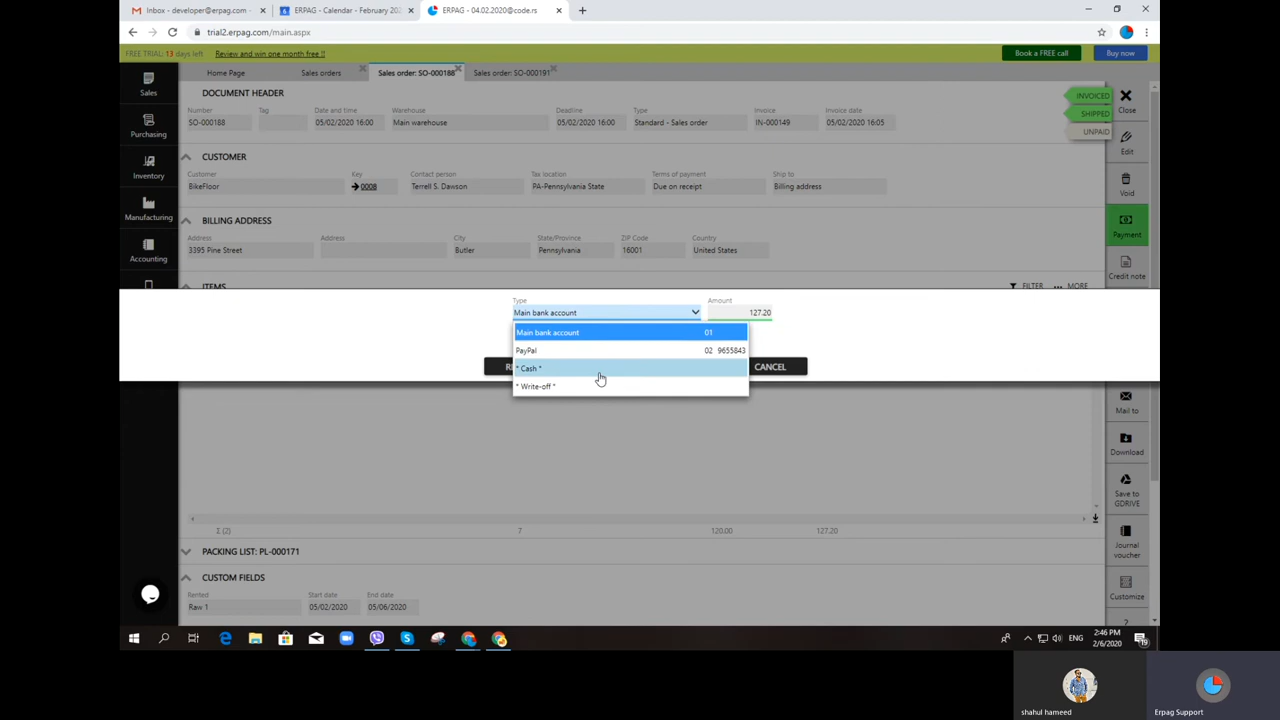 Inbox - developer@erpag.com
ERPAG - Calendar - February 202
ERPAG - 04.02.2020@code.rs
trial2.erpag.com/main.aspx
FREE TRIAL: 13 days left
Review and win one month free !!
Book a FREE call
Buy now
Home Page
Sales orders
Sales order: SO-000188
Sales order: SO-000191
Sales
Purchasing
Inventory
Manufacturing
Accounting
DOCUMENT HEADER
Number
Tag
Date and time
Warehouse
Deadline
Type
Invoice
Invoice date
SO-000188
05/02/2020 16:00
Main warehouse
05/02/2020 16:00
Standard - Sales order
IN-000149
05/02/2020 16:05
INVOICED
SHIPPED
UNPAID
CUSTOMER
Customer
Key
Contact person
Tax location
Terms of payment
Ship to
BikeFloor
0008
Terrell S. Dawson
PA-Pennsylvania State
Due on receipt
Billing address
BILLING ADDRESS
Address
Address
City
State/Province
ZIP Code
Country
3395 Pine Street
Butler
Pennsylvania
16001
United States
ITEMS
FILTER
MORE
Type
Amount
Main bank account
127.20
Main bank account 01
PayPal 02 9655843
* Cash *
* Write-off *
CANCEL
Σ (2)
7
120.00
127.20
PACKING LIST: PL-000171
CUSTOM FIELDS
Rented
Start date
End date
Raw 1
05/02/2020
05/06/2020
Close
Edit
Void
Payment
Credit note
Mail to
Download
Save to
GDRIVE
Journal
voucher
Customize
?
ENG
2:46 PM
2/6/2020
19
shahul hameed
Erpag Support